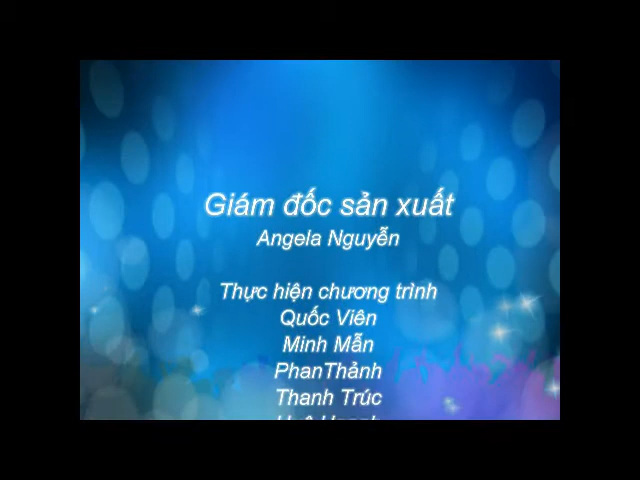 Giám đốc sản xuất
Angela Nguyễn
Thực hiện chương trình
Quốc Viên
Minh Mẫn
PhanThảnh
Thanh Trúc